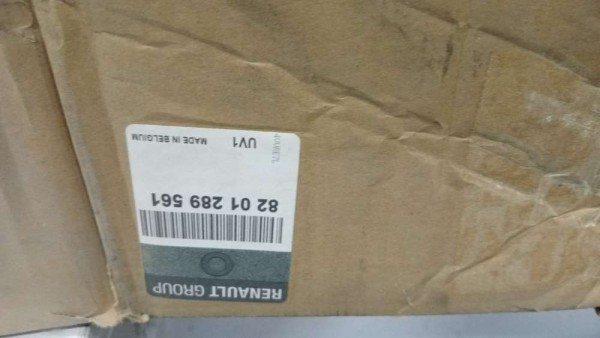 RENAULT GROUP
82 01 289 561
UV1 MADE IN BELGIUM